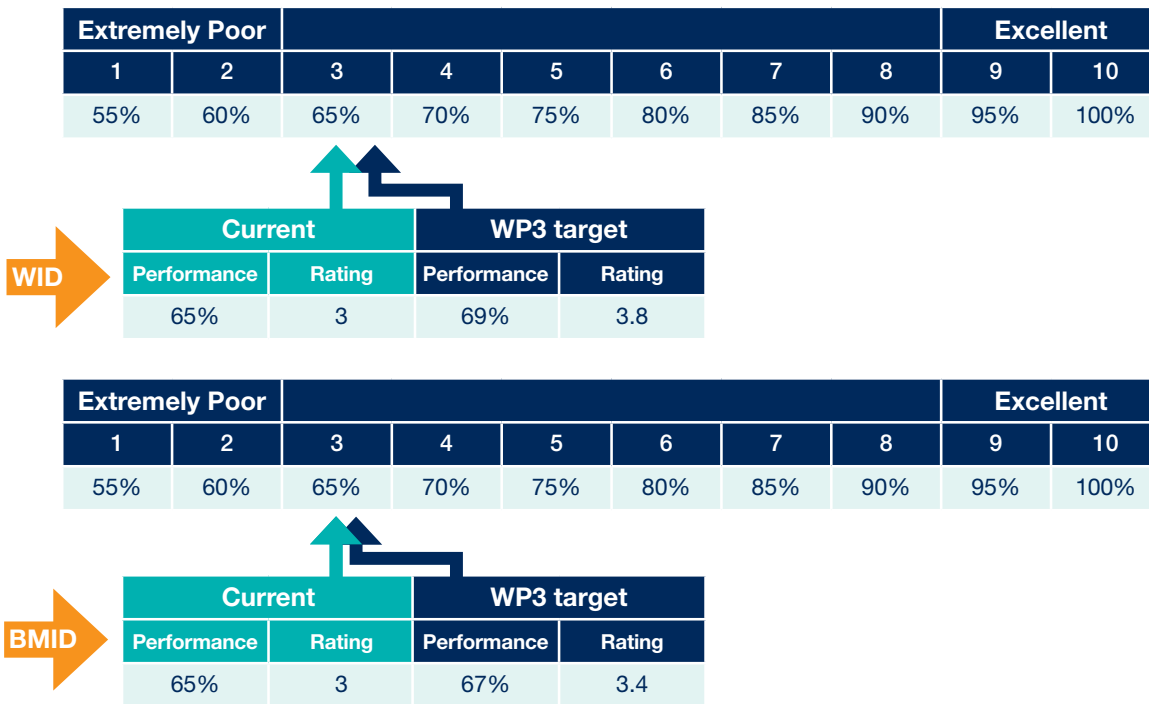 Extremely Poor Excellent
1 2 3 4 5 6 7 8 9 10
55% 60% 65% 70% 75% 80% 85% 90% 95% 100%
Current WP3 target
WID
Performance Rating Performance Rating
65% 3 69% 3.8
Extremely Poor Excellent
1 2 3 4 5 6 7 8 9 10
55% 60% 65% 70% 75% 80% 85% 90% 95% 100%
Current WP3 target
BMID
Performance Rating Performance Rating
65% 3 67% 3.4